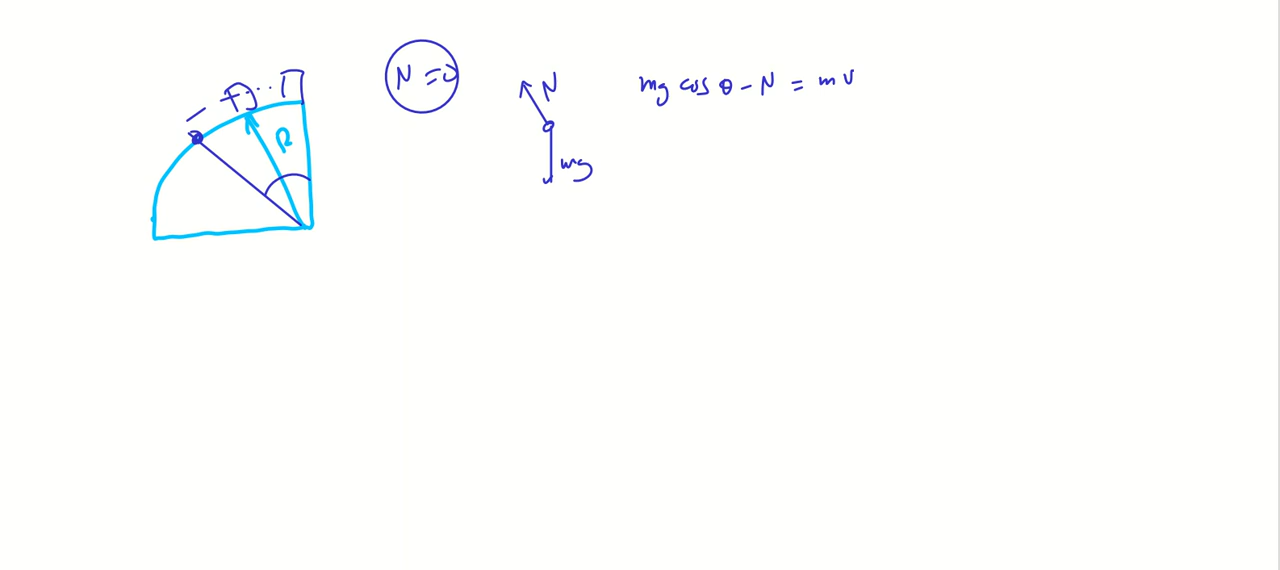 N = 0
N
mg cos θ - N = m v
R
mg